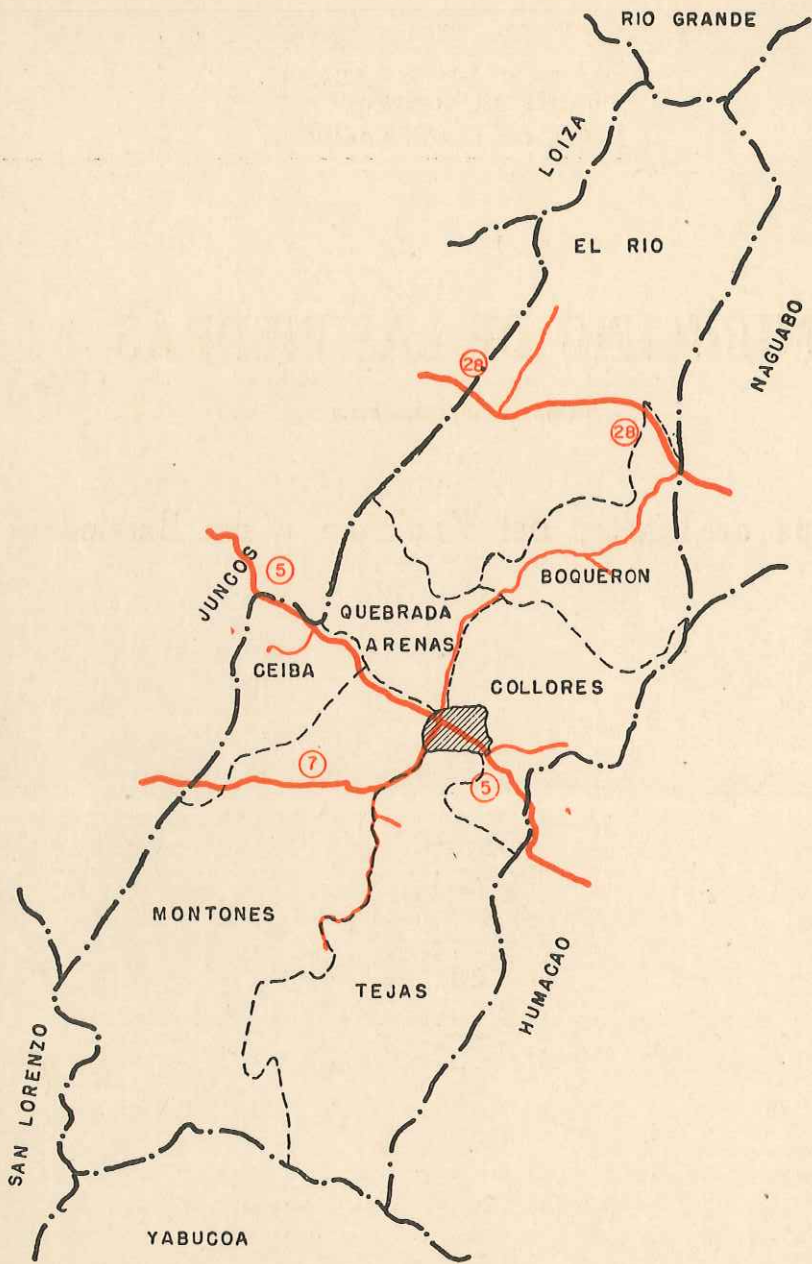 RIO GRANDE
LOIZA
EL RIO
NAGUABO
28
28
JUNCOS
5
BOQUERON
QUEBRADA
ARENAS
CEIBA
COLLORES
7
5
MONTONES
TEJAS
HUMACAO
SAN LORENZO
YABUCOA